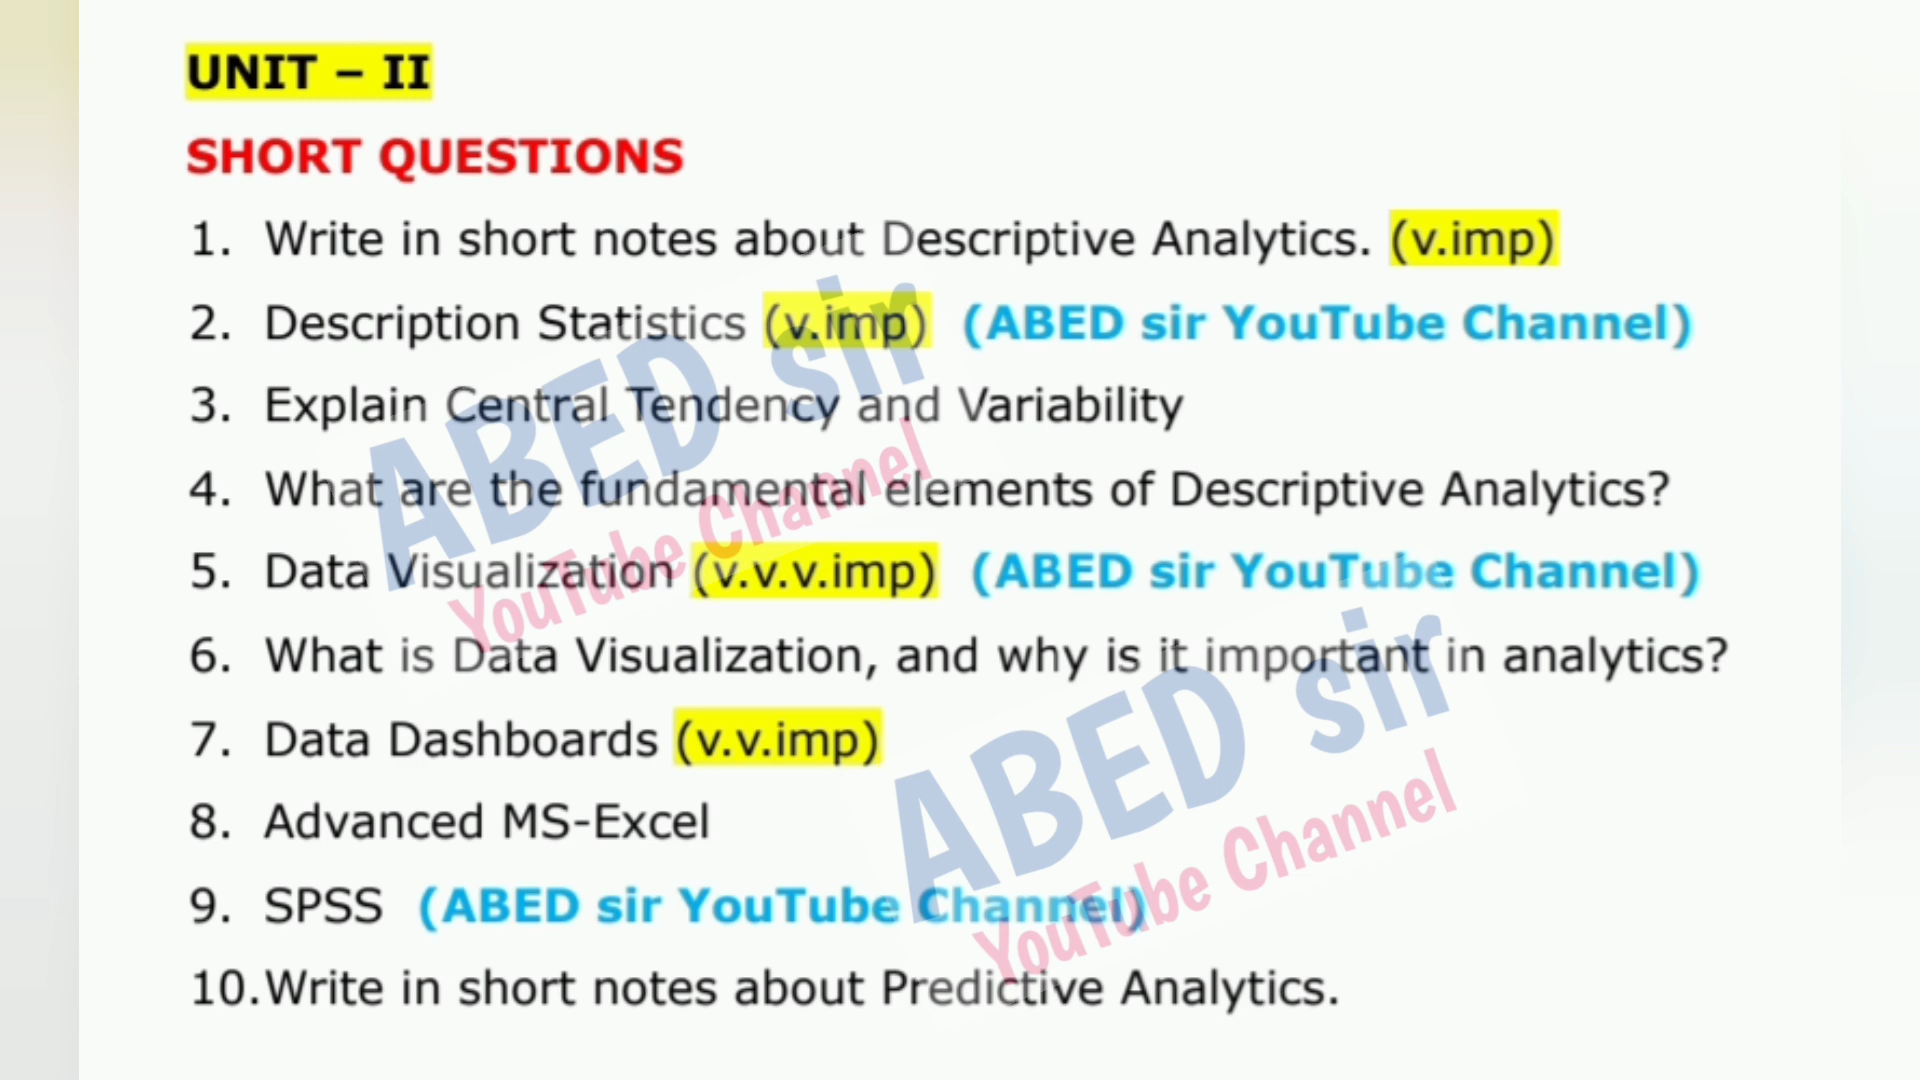 UNIT – II
SHORT QUESTIONS
1. Write in short notes about Descriptive Analytics. (v.imp)
2. Description Statistics (v.imp) (ABED sir YouTube Channel)
3. Explain Central Tendency and Variability
4. What are the fundamental elements of Descriptive Analytics?
5. Data Visualization (v.v.v.imp) (ABED sir YouTube Channel)
6. What is Data Visualization, and why is it important in analytics?
7. Data Dashboards (v.v.imp)
8. Advanced MS-Excel
9. SPSS (ABED sir YouTube Channel)
10.Write in short notes about Predictive Analytics.
ABED sir
YouTube Channel
ABED sir
YouTube Channel